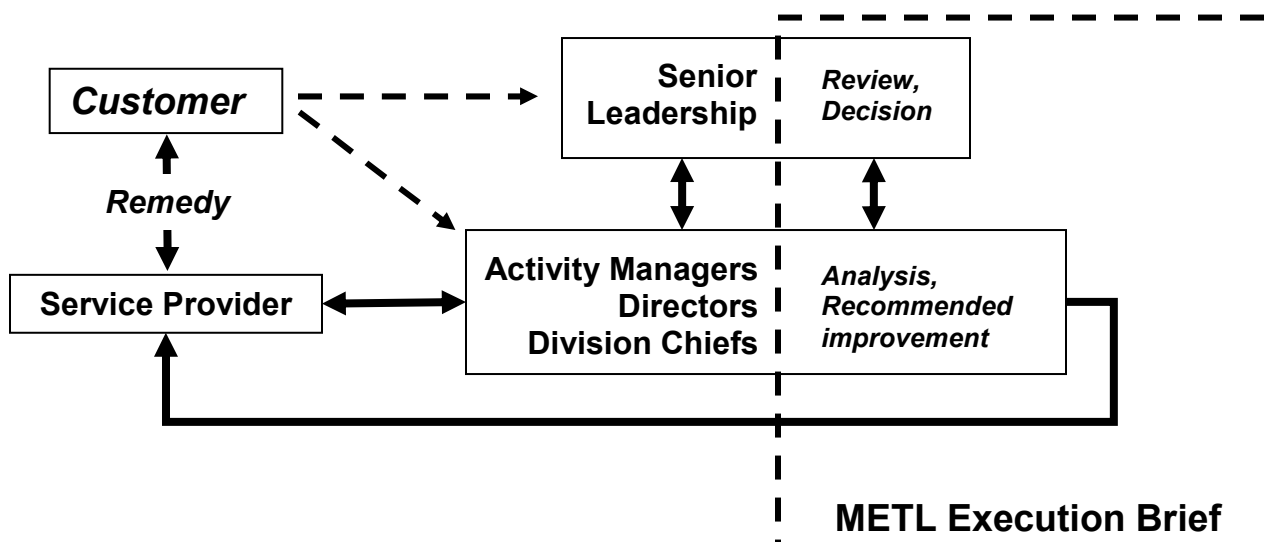 Customer
Remedy
Service Provider
Senior
Leadership
Review,
Decision
Activity Managers
Directors
Division Chiefs
Analysis,
Recommended
improvement
METL Execution Brief